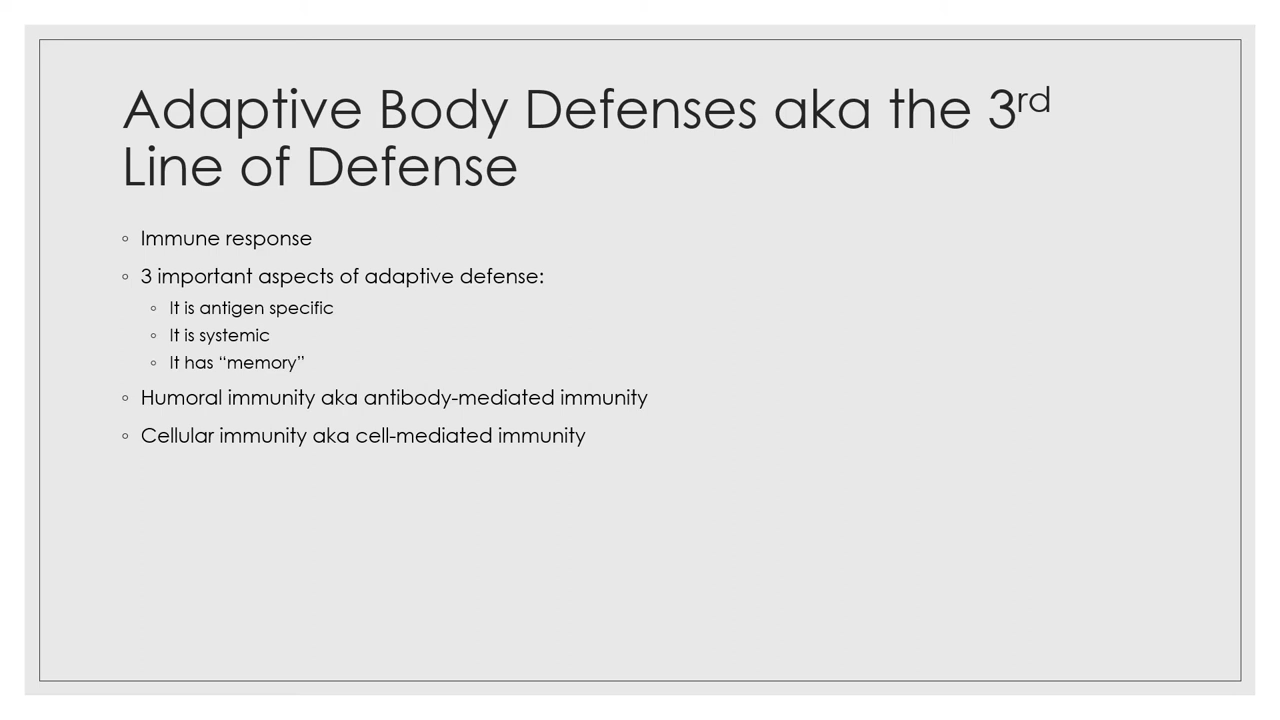 Adaptive Body Defenses aka the 3rd
Line of Defense
◦ Immune response
◦ 3 important aspects of adaptive defense:
◦ It is antigen specific
◦ It is systemic
◦ It has “memory”
◦ Humoral immunity aka antibody-mediated immunity
◦ Cellular immunity aka cell-mediated immunity